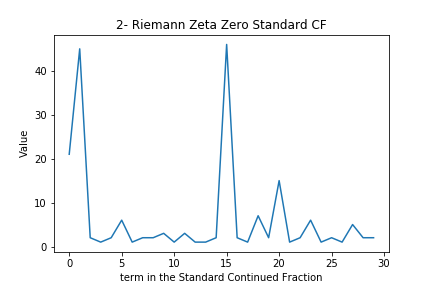 2- Riemann Zeta Zero Standard CF
40
30
20
10
0
Value
0 5 10 15 20 25 30
term in the Standard Continued Fraction